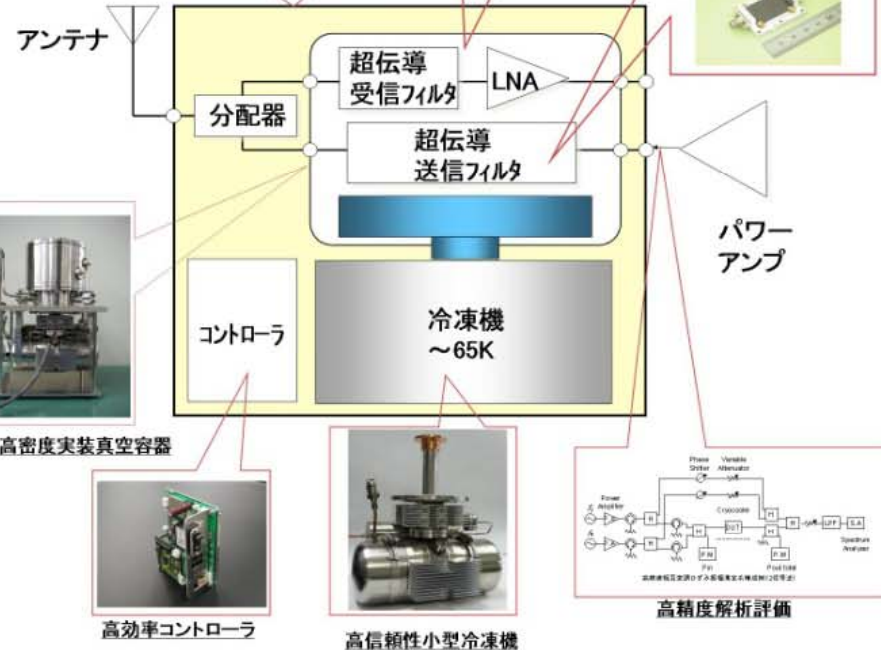 アンテナ
超伝導
受信フィルタ
LNA
分配器
超伝導
送信フィルタ
パワー
アンプ
コントローラ
冷凍機
～65K
高密度実装真空容器
高効率コントローラ
高信頼性小型冷凍機
Phase
Shifter
Variable
Attenuator
Power
Amplifier
Cryocooler
DUT
H
H
H
H
H
H
LPF
S.A
Spectrum
Analyzer
P.M
P.M
Pin
高精度解析評価